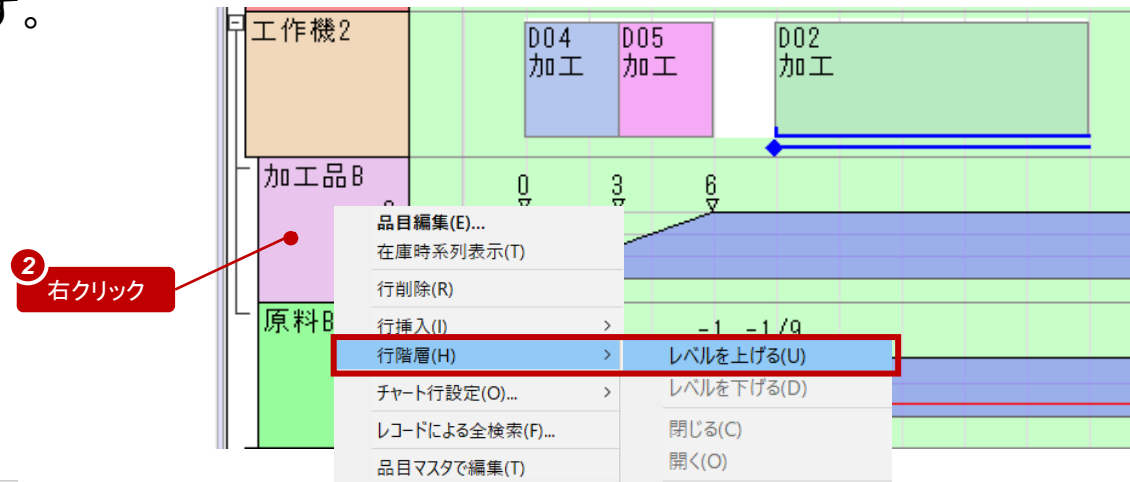 す。
工作機2
D04
加工
D05
加工
D02
加工
加工品B
0
3
6
2
右クリック
品目編集(E)...
在庫時系列表示(T)
行削除(R)
原料B
行挿入(I)
-1 -1/9
行階層(H)
レベルを上げる(U)
チャート行設定(O)...
レベルを下げる(D)
レコードによる全検索(F)...
閉じる(C)
品目マスタで編集(T)
開く(O)